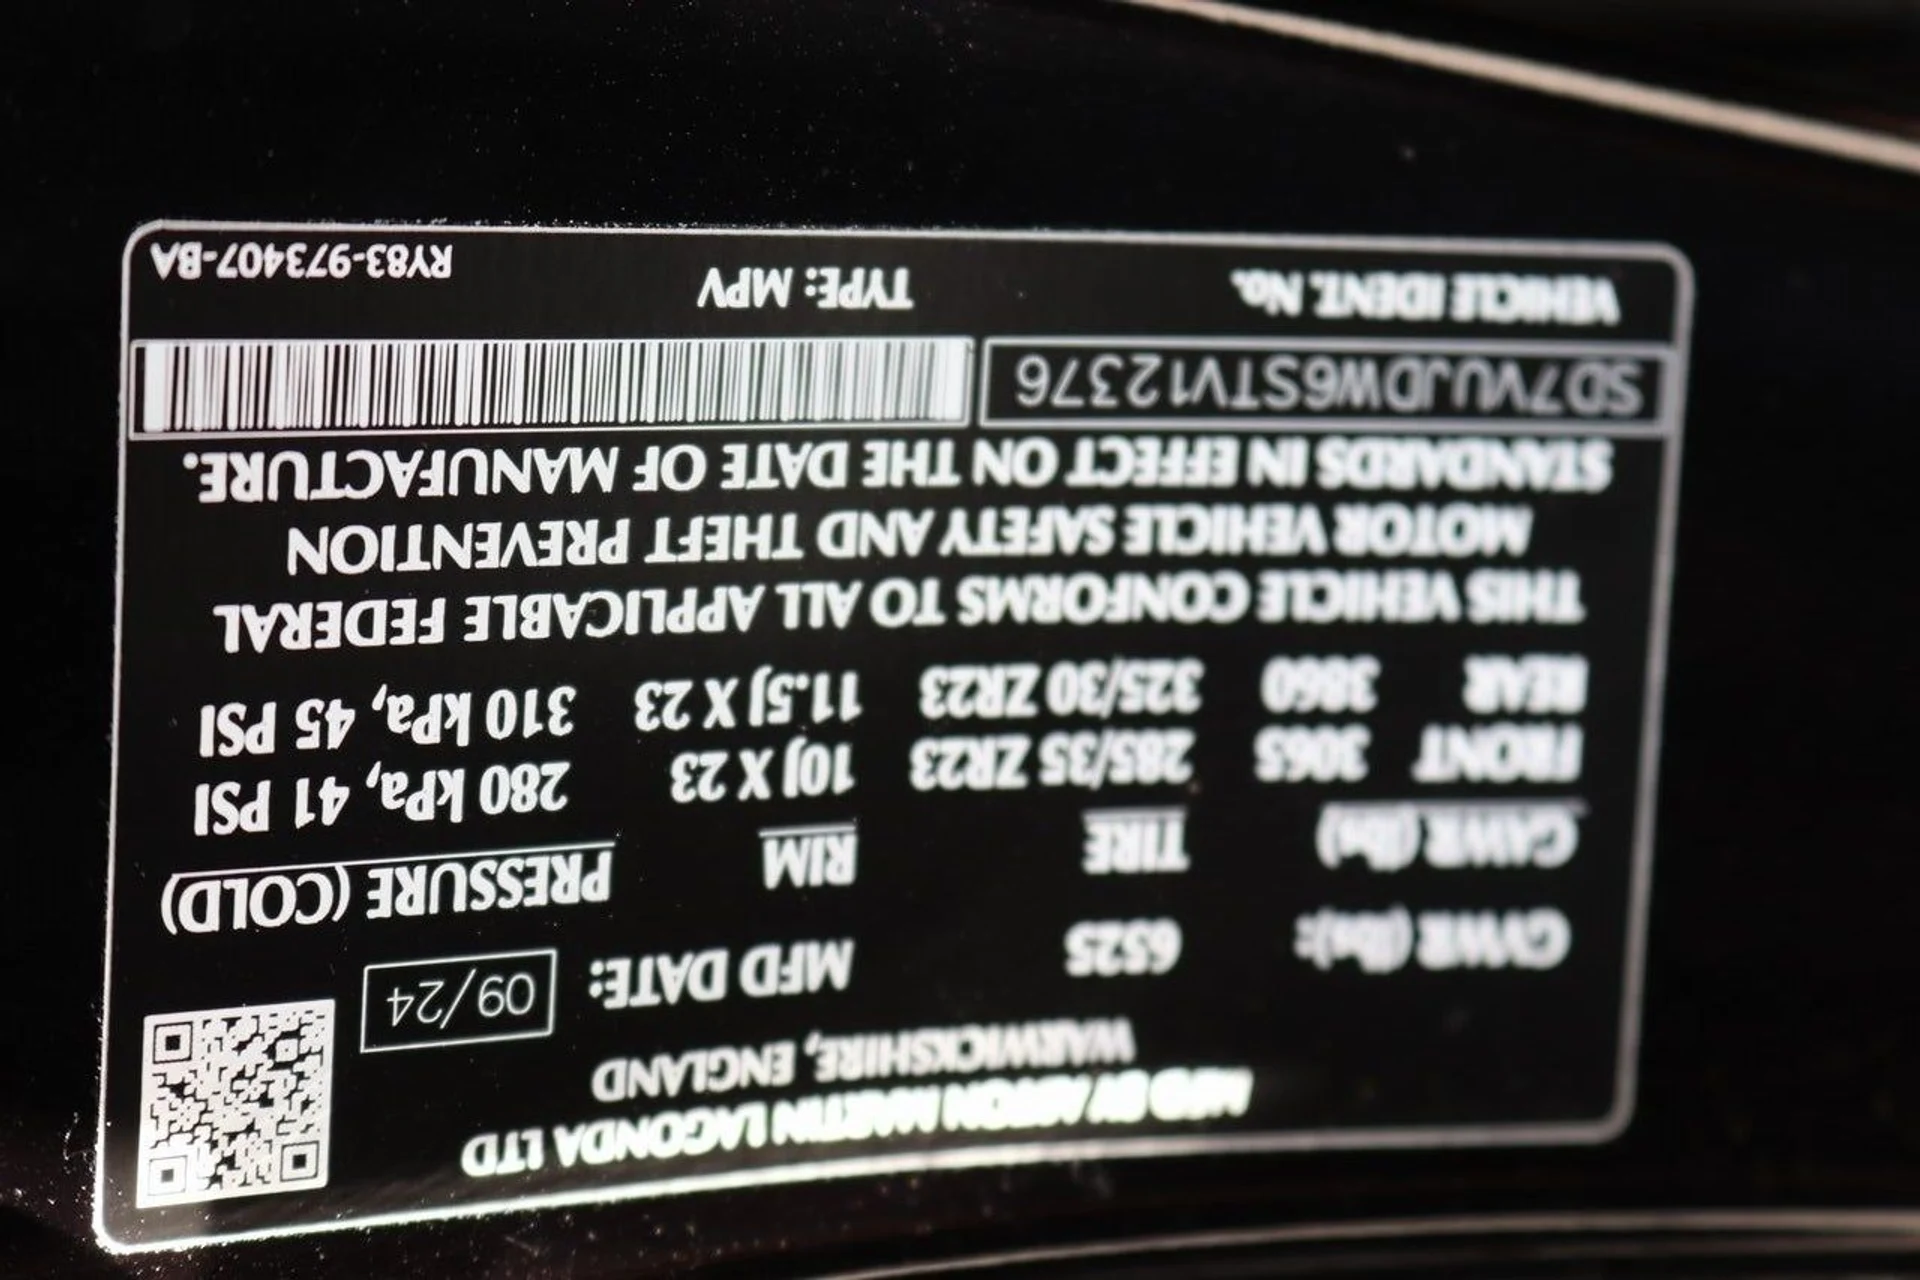 MFD BY ASTON MARTIN LAGONDA LTD
WARWICKSHIRE, ENGLAND
GVWR (lbs): 6525 MFD DATE: 09/24
GAWR (lbs) TIRE RIM PRESSURE (COLD)
FRONT 3065 285/35 ZR23 10J X 23 280 kPa, 41 PSI
REAR 3860 325/30 ZR23 11.5J X 23 310 kPa, 45 PSI
THIS VEHICLE CONFORMS TO ALL APPLICABLE FEDERAL
MOTOR VEHICLE SAFETY AND THEFT PREVENTION
STANDARDS IN EFFECT ON THE DATE OF MANUFACTURE.
SD7VUJDW6STV12376
VEHICLE IDENT. No. TYPE: MPV RY83-973407-BA